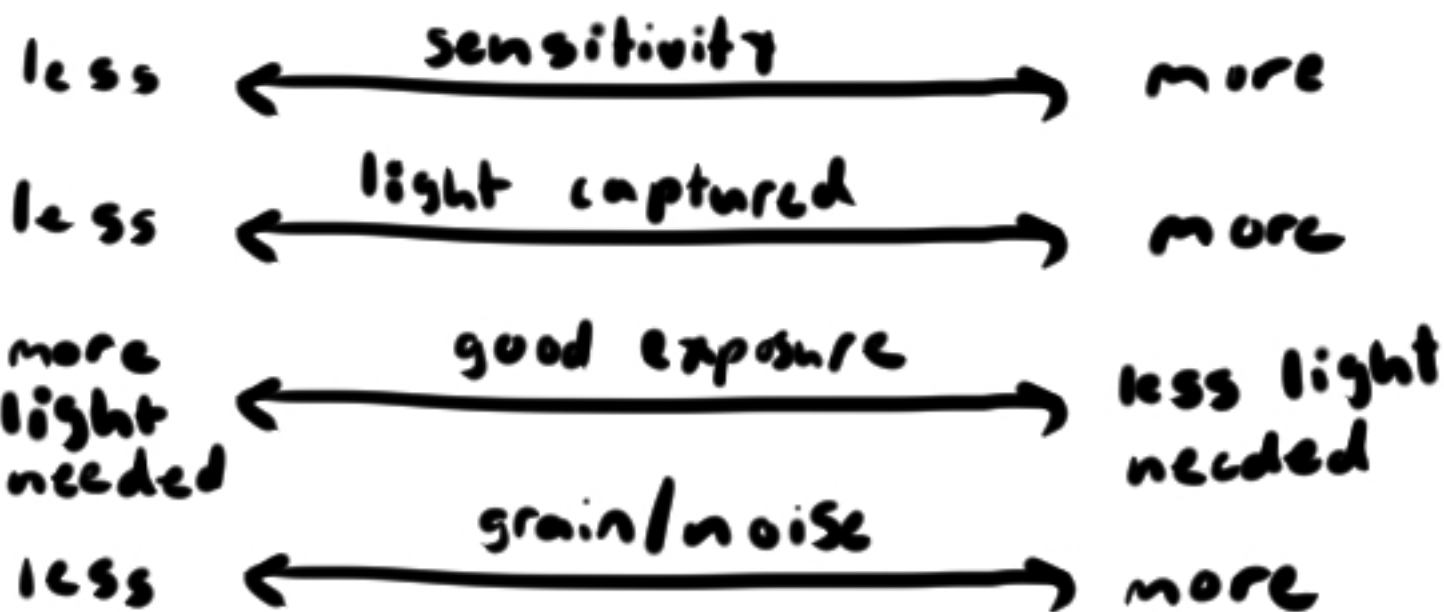 sensitivity
less more
light captured
less more
good exposure
more less light
light needed
needed
grain/noise
less more